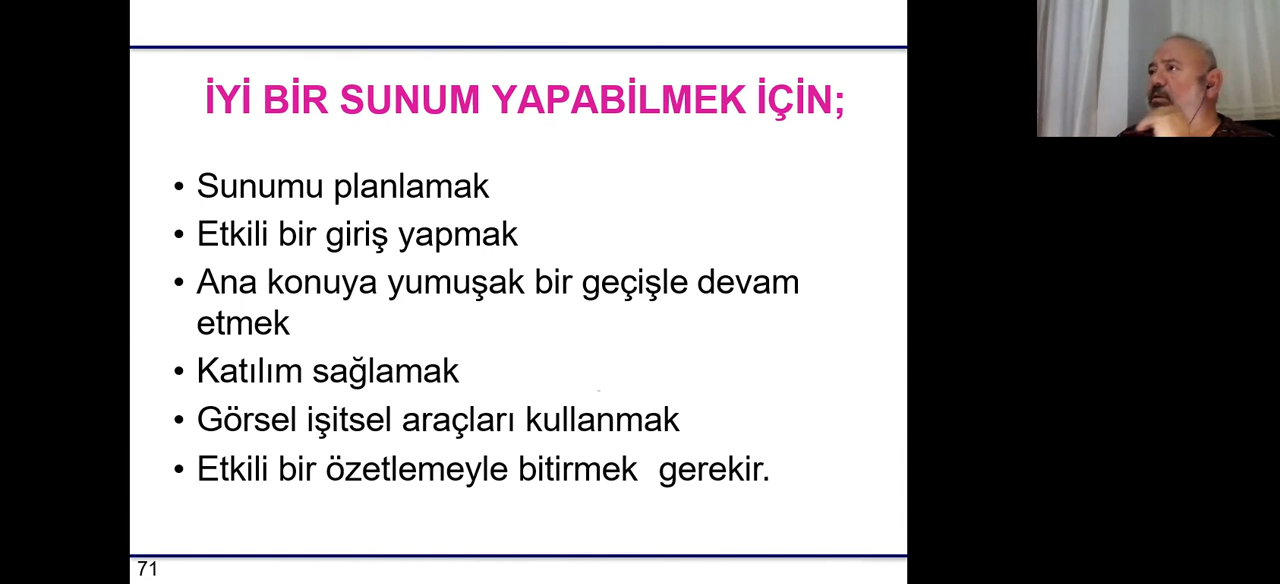 İYİ BİR SUNUM YAPABİLMEK İÇİN;
• Sunumu planlamak
• Etkili bir giriş yapmak
• Ana konuya yumuşak bir geçişle devam
etmek
• Katılım sağlamak
• Görsel işitsel araçları kullanmak
• Etkili bir özetlemeyle bitirmek  gerekir.
71